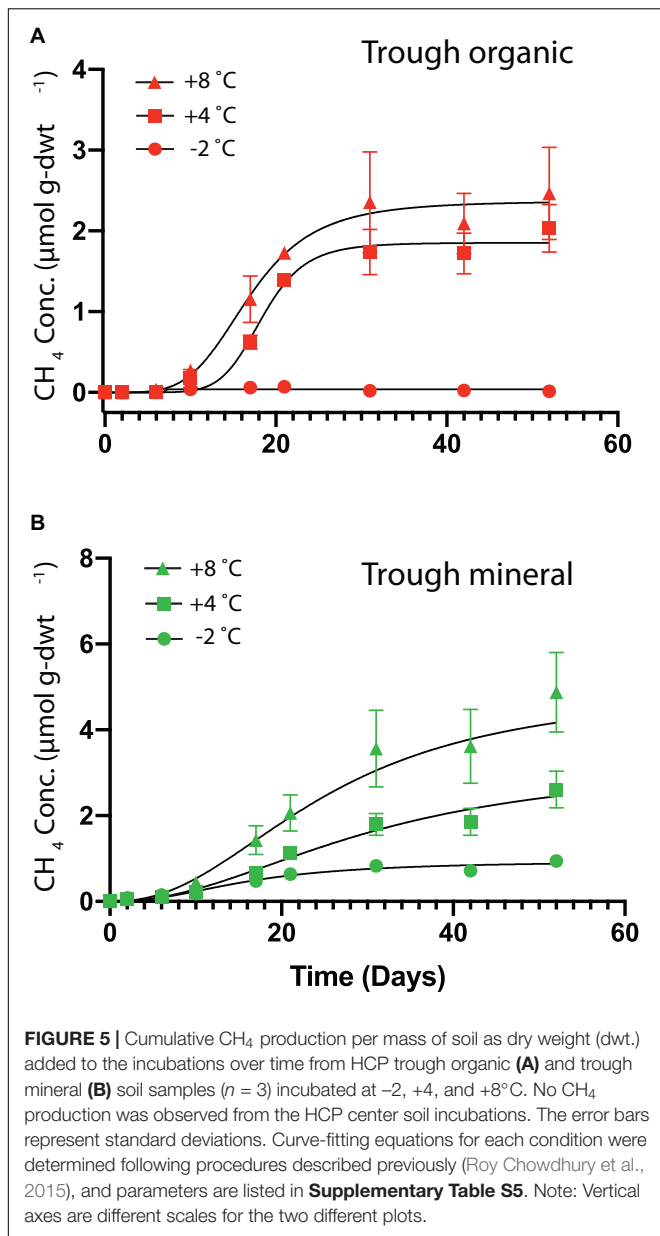 A
Trough organic
CH4 Conc. (µmol g-dwt -1)
4
3
2
1
0
+8 ˚C
+4 ˚C
-2 ˚C
0 20 40 60
B
Trough mineral
CH4 Conc. (µmol g-dwt -1)
8
6
4
2
0
+8 ˚C
+4 ˚C
-2 ˚C
0 20 40 60
Time (Days)
FIGURE 5 | Cumulative CH4 production per mass of soil as dry weight (dwt.)
added to the incubations over time from HCP trough organic (A) and trough
mineral (B) soil samples (n = 3) incubated at –2, +4, and +8°C. No CH4
production was observed from the HCP center soil incubations. The error bars
represent standard deviations. Curve-fitting equations for each condition were
determined following procedures described previously (Roy Chowdhury et al.,
2015), and parameters are listed in Supplementary Table S5. Note: Vertical
axes are different scales for the two different plots.